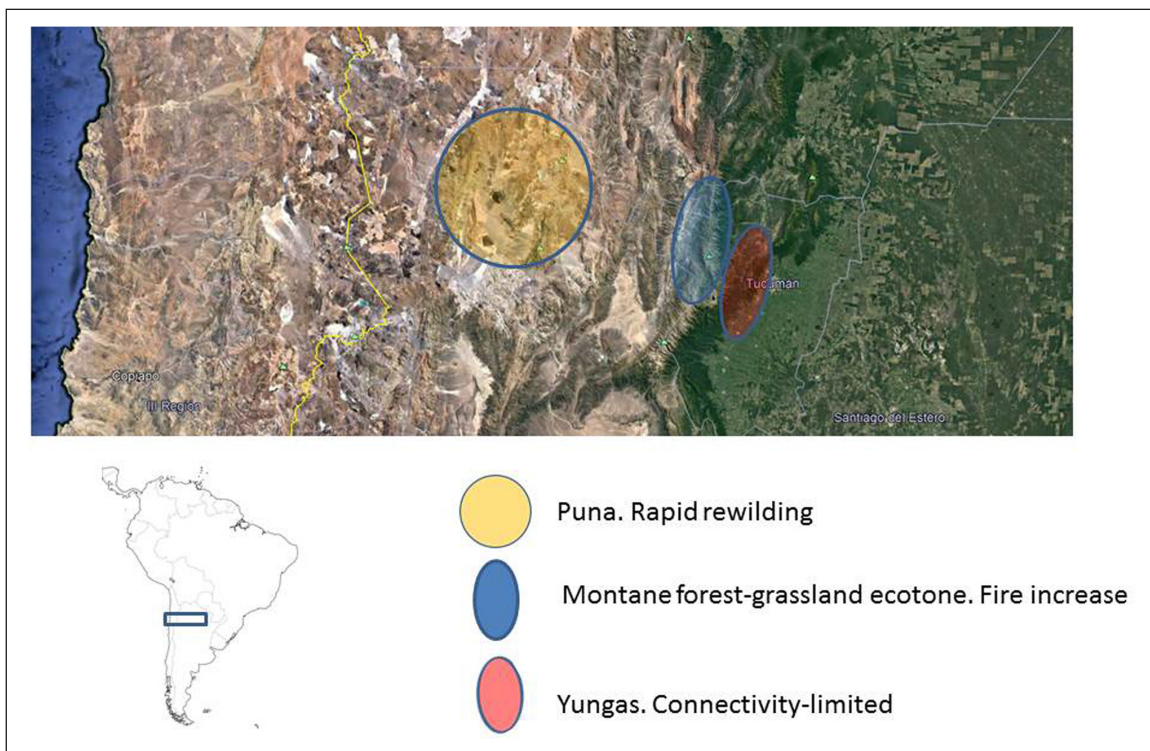 Tucumán
Copiapo
III Región
Santiago del Estero
Puna. Rapid rewilding
Montane forest-grassland ecotone. Fire increase
Yungas. Connectivity-limited